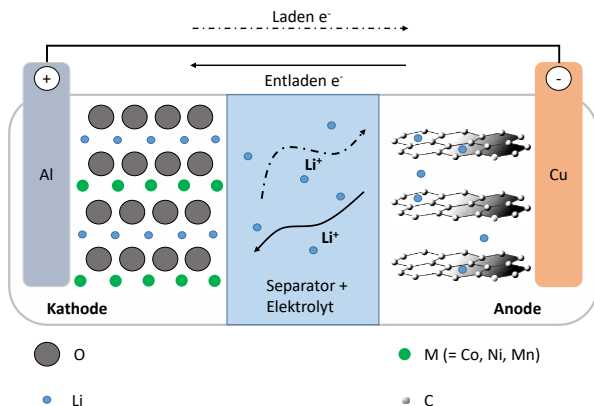 Laden e-
+
-
Entladen e-
Al
Li+
Cu
Li+
Separator +
Elektrolyt
Kathode
Anode
O
M (= Co, Ni, Mn)
Li
C